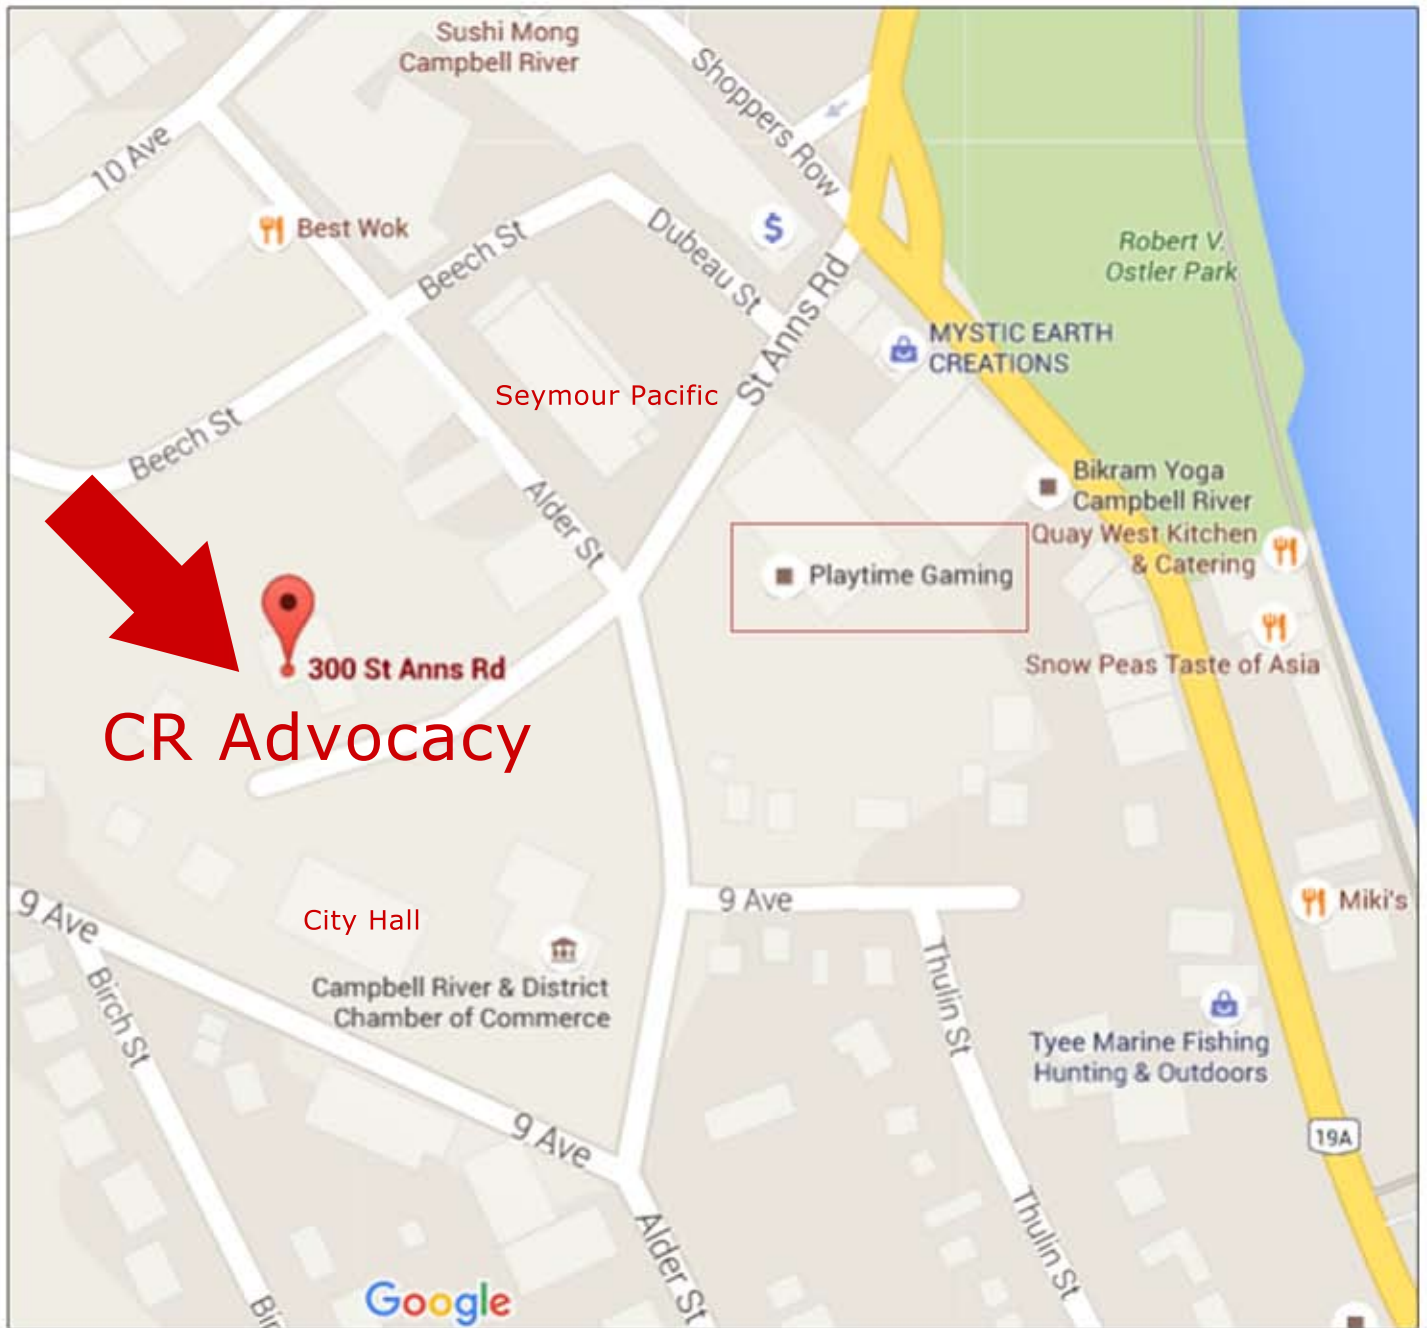 Sushi Mong
Campbell River
Shoppers Row
10 Ave
Best Wok
Beech St
Dubeau St
$
St Anns Rd
Robert V.
Ostler Park
MYSTIC EARTH
CREATIONS
Seymour Pacific
Beech St
Alder St
Bikram Yoga
Campbell River
Quay West Kitchen
& Catering
Playtime Gaming
300 St Anns Rd
Snow Peas Taste of Asia
CR Advocacy
9 Ave
9 Ave
Miki's
City Hall
Campbell River & District
Chamber of Commerce
Birch St
Thulin St
Tyee Marine Fishing
Hunting & Outdoors
9 Ave
19A
Thulin St
Alder St
Google
Bir